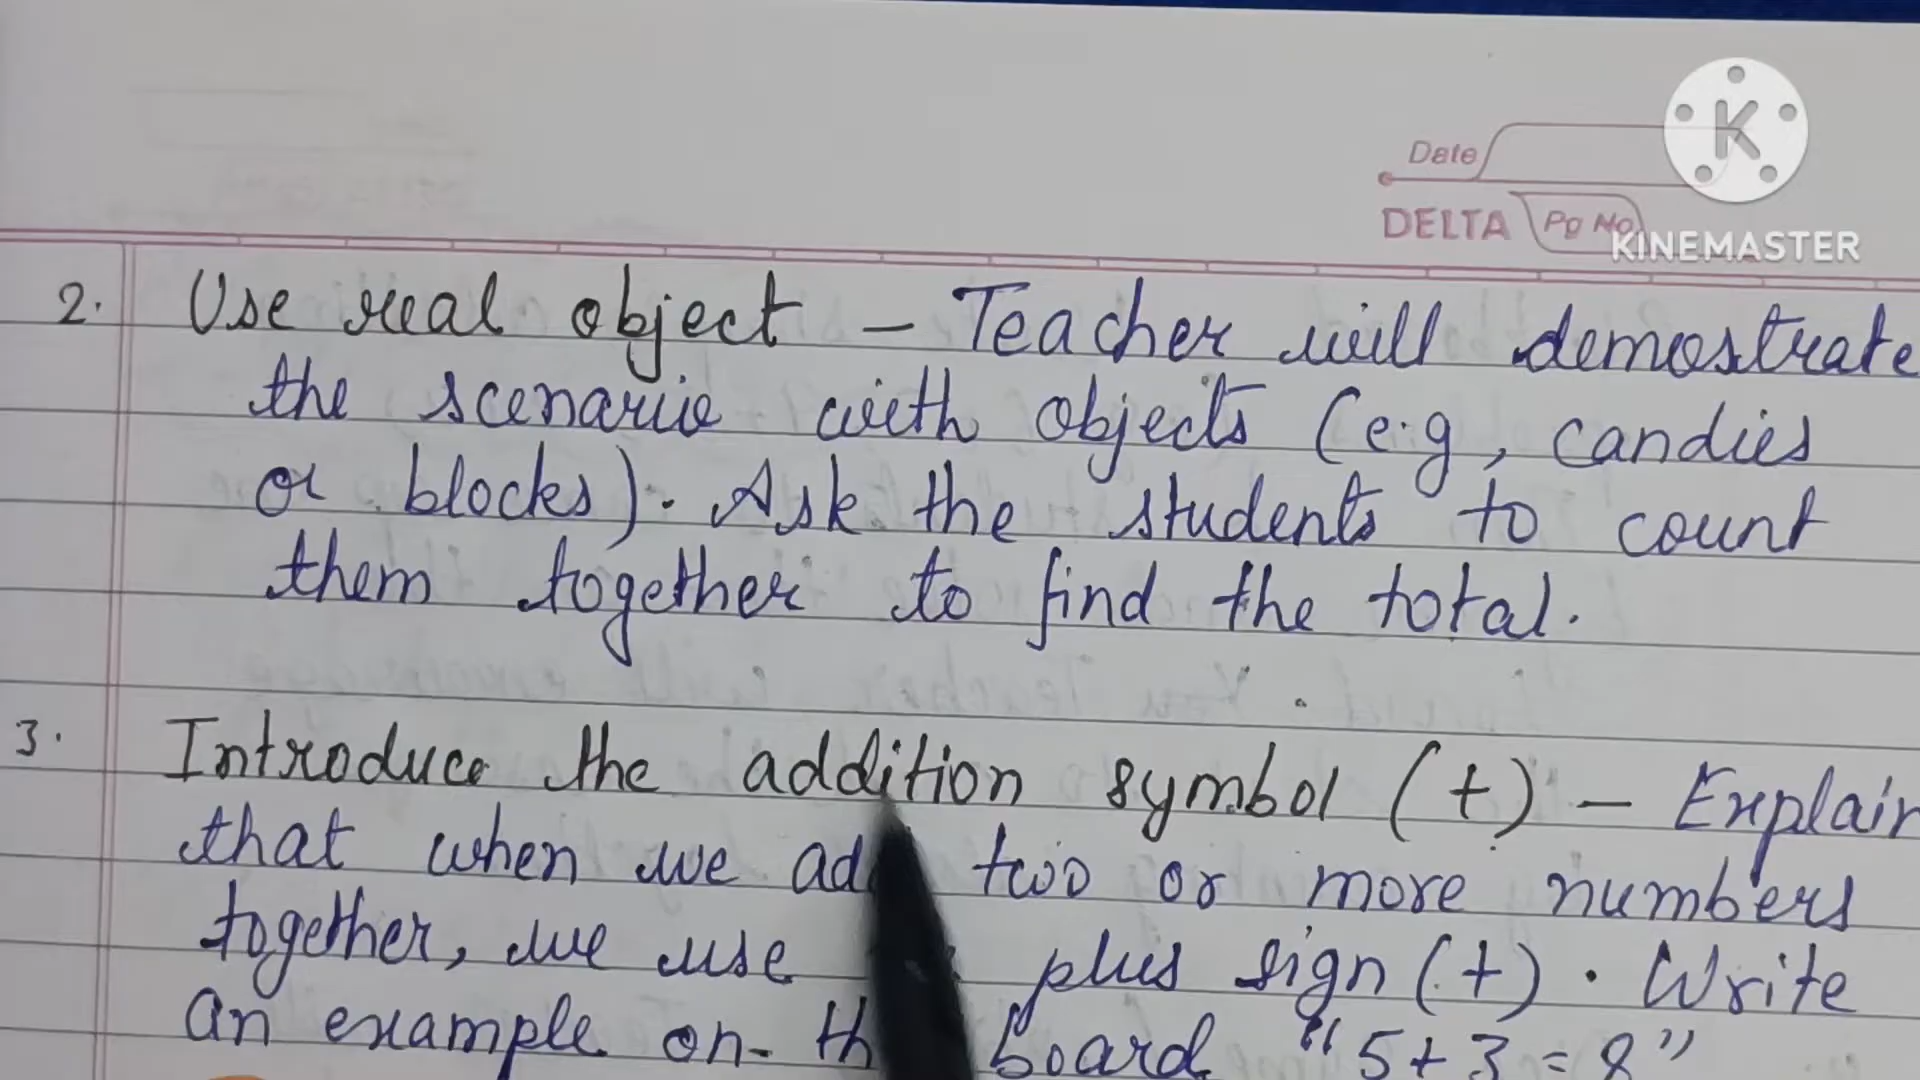 Date
DELTA Pg No
KINEMASTER
2. Use real object - Teacher will demostrate
the scenario with objects (e.g, candies
or blocks). Ask the students to count
them together to find the total.
3. Introduce the addition symbol (+) - Explain
that when we add two or more numbers
together, we use plus sign (+). Write
an example on board "5+3=8"